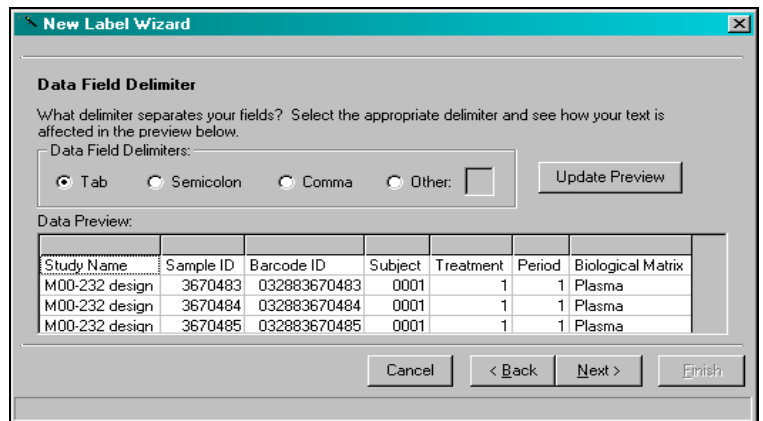 New Label Wizard
Data Field Delimiter
What delimiter separates your fields? Select the appropriate delimiter and see how your text is
affected in the preview below.
Data Field Delimiters:
Tab Semicolon Comma Other: Update Preview
Data Preview:
Study Name Sample ID Barcode ID Subject Treatment Period Biological Matrix
M00-232 design 3670483 032883670483 0001 1 1 Plasma
M00-232 design 3670484 032883670484 0001 1 1 Plasma
M00-232 design 3670485 032883670485 0001 1 1 Plasma
Cancel < Back Next > Finish